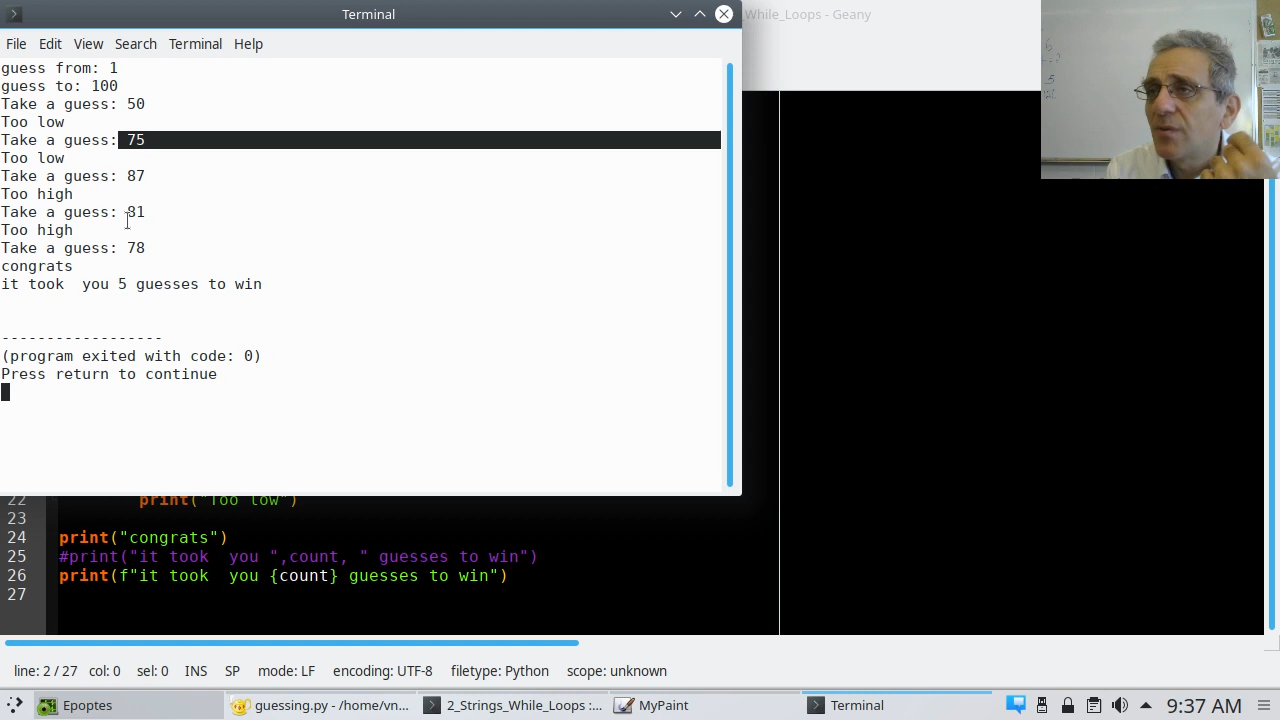 Terminal
_While_Loops - Geany
File Edit View Search Terminal Help
guess from: 1
guess to: 100
Take a guess: 50
Too low
Take a guess: 75
Too low
Take a guess: 87
Too high
Take a guess: 81
Too high
Take a guess: 78
congrats
it took  you 5 guesses to win
------------------
(program exited with code: 0)
Press return to continue
22 print("Too low")
23
24 print("congrats")
25 #print("it took  you ",count, " guesses to win")
26 print(f"it took  you {count} guesses to win")
27
line: 2 / 27 col: 0 sel: 0 INS SP mode: LF encoding: UTF-8 filetype: Python scope: unknown
Epoptes guessing.py - /home/vn... 2_Strings_While_Loops :... MyPaint Terminal 9:37 AM